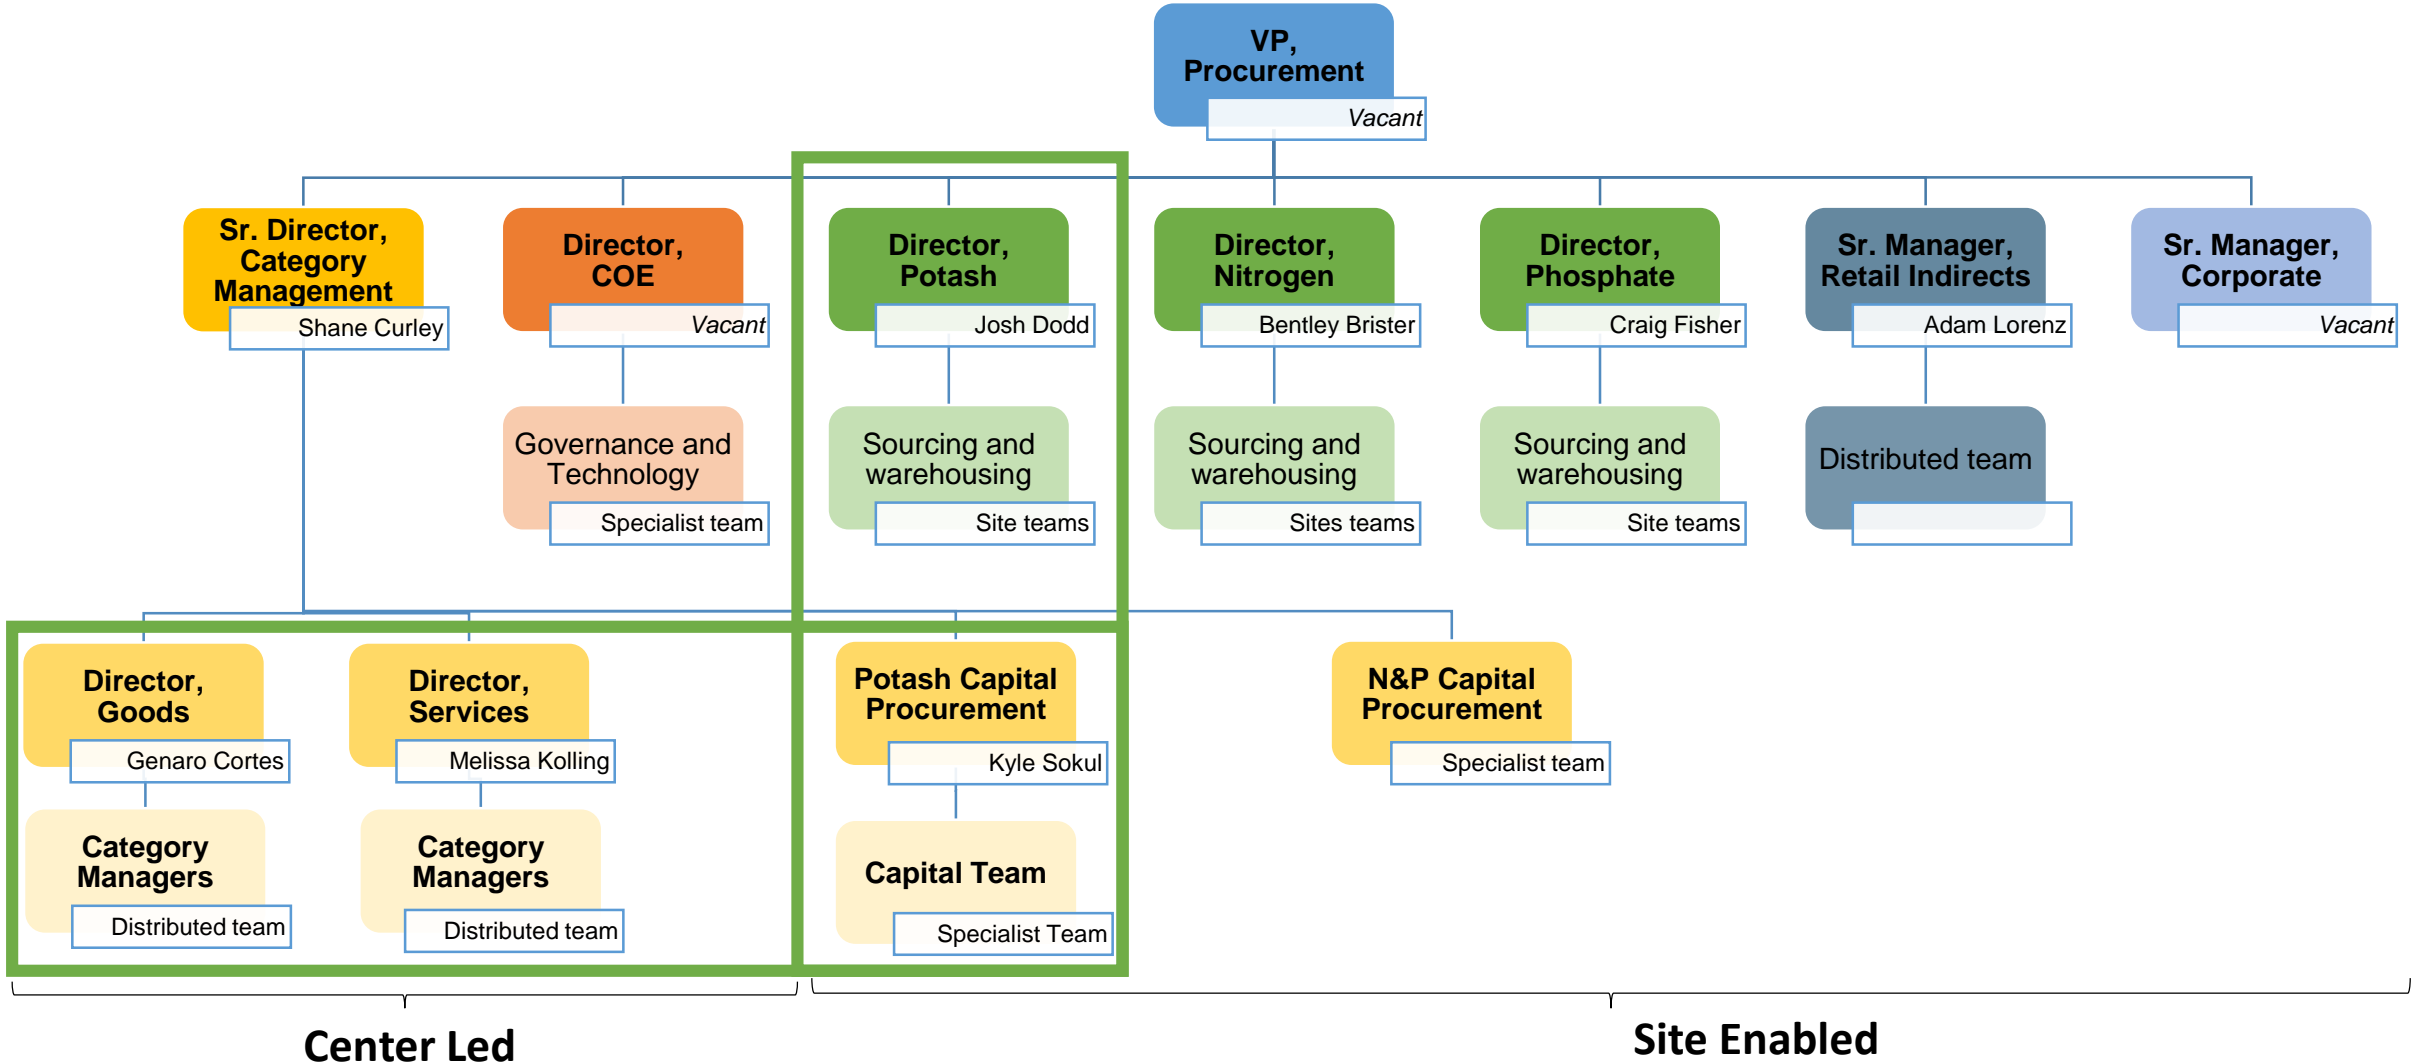 VP,
Procurement
Vacant
Sr. Director,
Category
Management
Shane Curley
Director,
COE
Vacant
Director,
Potash
Josh Dodd
Director,
Nitrogen
Bentley Brister
Director,
Phosphate
Craig Fisher
Sr. Manager,
Retail Indirects
Adam Lorenz
Sr. Manager,
Corporate
Vacant
Governance and
Technology
Specialist team
Sourcing and
warehousing
Site teams
Sourcing and
warehousing
Sites teams
Sourcing and
warehousing
Site teams
Distributed team
Director,
Goods
Genaro Cortes
Director,
Services
Melissa Kolling
Potash Capital
Procurement
Kyle Sokul
N&P Capital
Procurement
Specialist team
Category
Managers
Distributed team
Category
Managers
Distributed team
Capital Team
Specialist Team
Center Led
Site Enabled